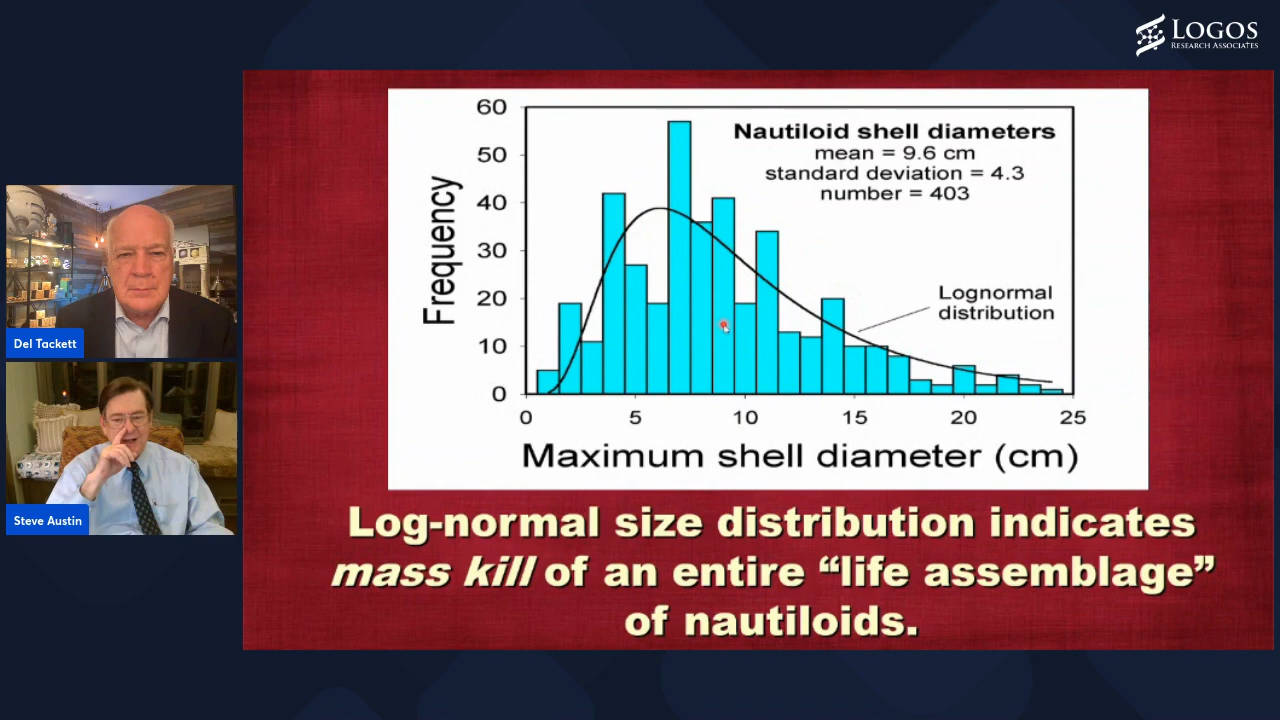 LOGOS
RESEARCH ASSOCIATES
60
50
40
30
20
10
0
Frequency
Nautiloid shell diameters
mean = 9.6 cm
standard deviation = 4.3
number = 403
Lognormal
distribution
0 5 10 15 20 25
Maximum shell diameter (cm)
Log-normal size distribution indicates
mass kill of an entire “life assemblage”
of nautiloids.
Del Tackett
Steve Austin